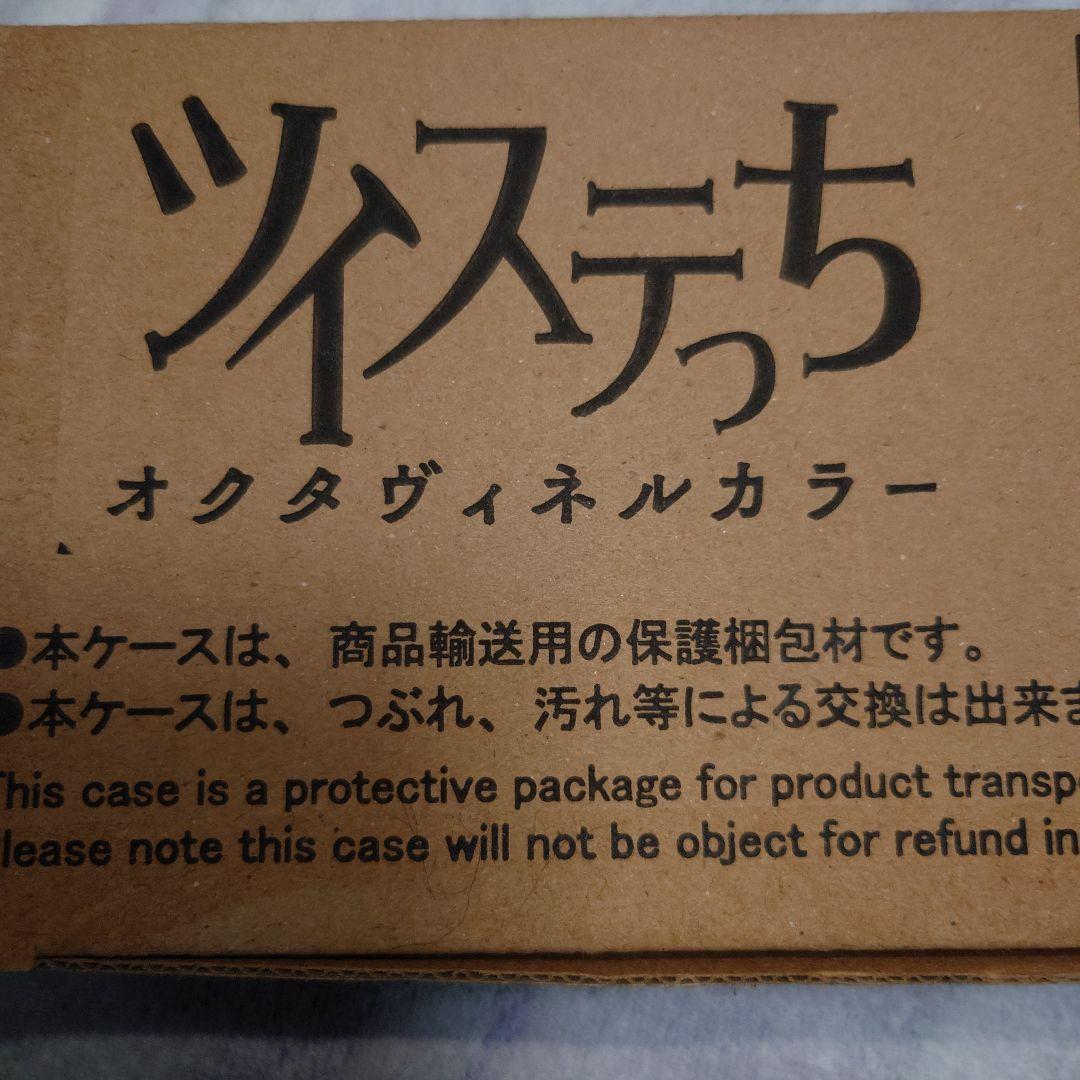 ツイステっち
オクタヴィネルカラー
●本ケースは、商品輸送用の保護梱包材です。
●本ケースは、つぶれ、汚れ等による交換は出来ま
This case is a protective package for product transp
Please note this case will not be object for refund in